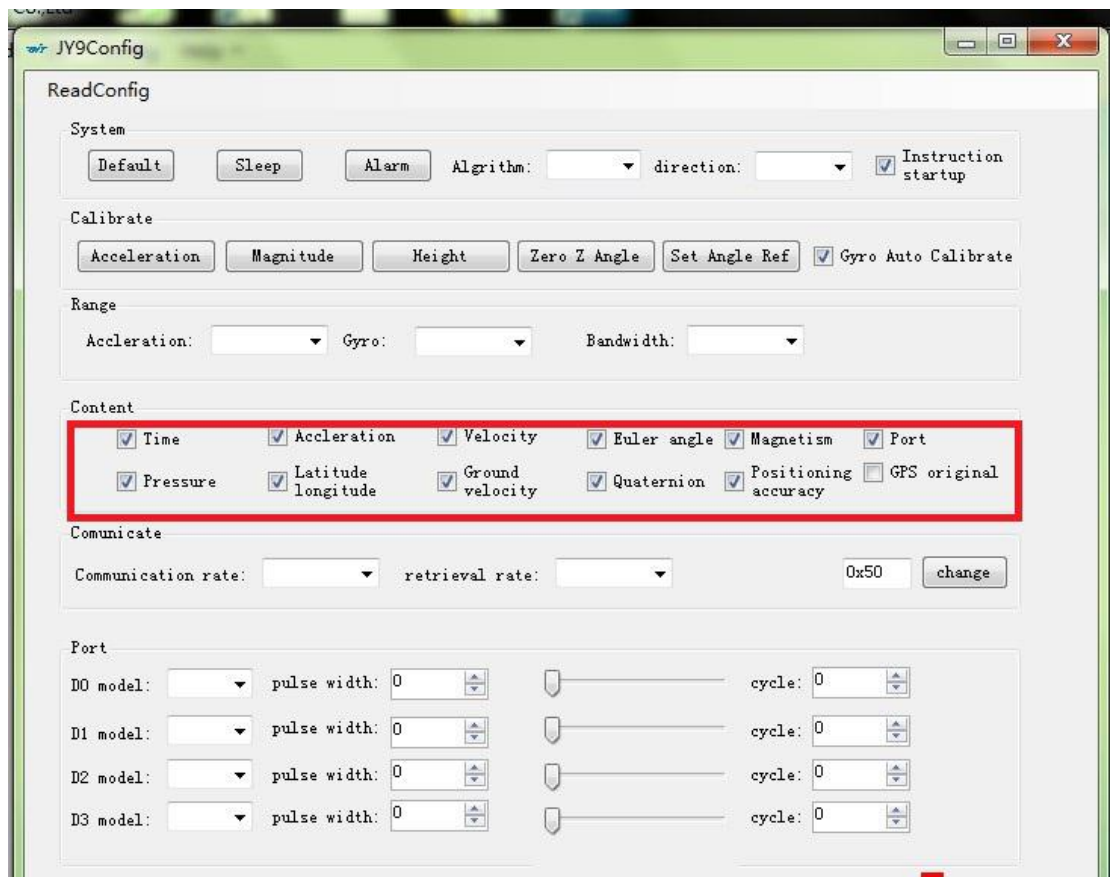 Co.,Ltd
JY9Config
ReadConfig
System
Default Sleep Alarm Algrithm: direction: Instruction startup
Calibrate
Acceleration Magnitude Height Zero Z Angle Set Angle Ref Gyro Auto Calibrate
Range
Accleration: Gyro: Bandwidth:
Content
Time Accleration Velocity Euler angle Magnetism Port
Pressure Latitude longitude Ground velocity Quaternion Positioning accuracy GPS original
Comunicate
Communication rate: retrieval rate: 0x50 change
Port
D0 model: pulse width: 0 cycle: 0
D1 model: pulse width: 0 cycle: 0
D2 model: pulse width: 0 cycle: 0
D3 model: pulse width: 0 cycle: 0